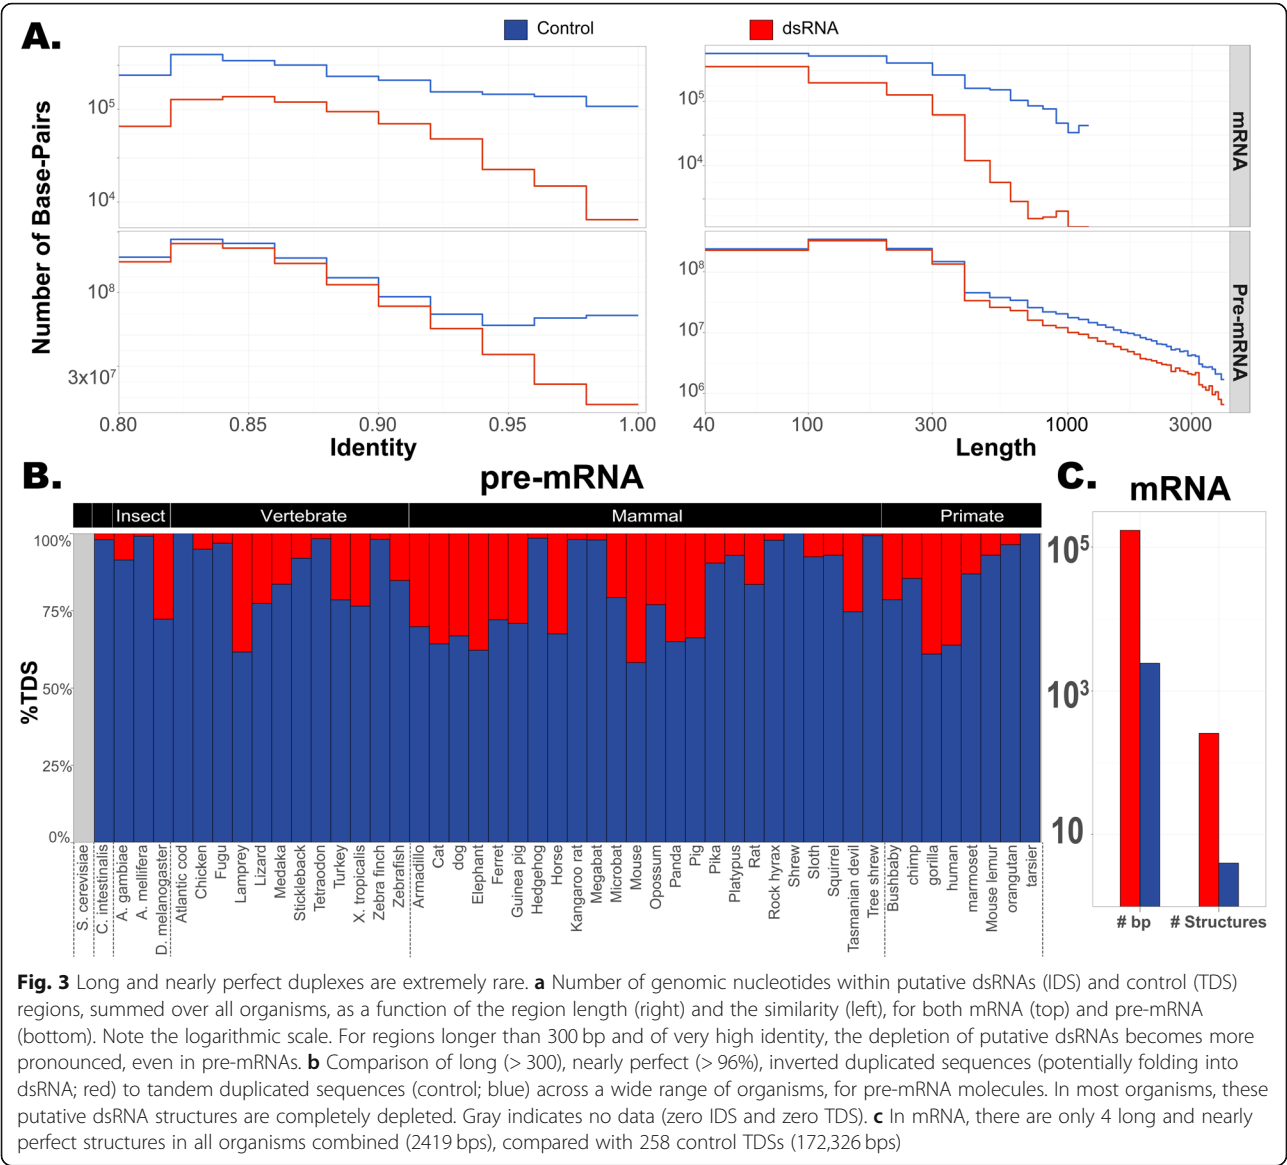 A.
Control
dsRNA
Number of Base-Pairs
10^5
10^4
10^8
3x10^7
0.80
0.85
0.90
0.95
1.00
Identity
10^5
10^4
10^8
10^7
10^6
40
100
300
1000
3000
Length
mRNA
Pre-mRNA
B.
pre-mRNA
Insect
Vertebrate
Mammal
Primate
%TDS
100%
75%
50%
25%
0%
S. cerevisiae
C. intestinalis
A. gambiae
A. mellifera
D. melanogaster
Atlantic cod
Chicken
Fugu
Lamprey
Lizard
Medaka
Stickleback
Tetraodon
Turkey
X. tropicalis
Zebra finch
Zebrafish
Armadillo
Cat
dog
Elephant
Ferret
Guinea pig
Hedgehog
Horse
Kangaroo rat
Megabat
Microbat
Mouse
Opossum
Panda
Pig
Pika
Platypus
Rat
Rock hyrax
Shrew
Sloth
Squirrel
Tasmanian devil
Tree shrew
Bushbaby
chimp
gorilla
human
marmoset
Mouse lemur
orangutan
tarsier
C.
mRNA
10^5
10^3
10
# bp
# Structures
Fig. 3 Long and nearly perfect duplexes are extremely rare. a Number of genomic nucleotides within putative dsRNAs (IDS) and control (TDS)
regions, summed over all organisms, as a function of the region length (right) and the similarity (left), for both mRNA (top) and pre-mRNA
(bottom). Note the logarithmic scale. For regions longer than 300 bp and of very high identity, the depletion of putative dsRNAs becomes more
pronounced, even in pre-mRNAs. b Comparison of long (> 300), nearly perfect (> 96%), inverted duplicated sequences (potentially folding into
dsRNA; red) to tandem duplicated sequences (control; blue) across a wide range of organisms, for pre-mRNA molecules. In most organisms, these
putative dsRNA structures are completely depleted. Gray indicates no data (zero IDS and zero TDS). c In mRNA, there are only 4 long and nearly
perfect structures in all organisms combined (2419 bps), compared with 258 control TDSs (172,326 bps)